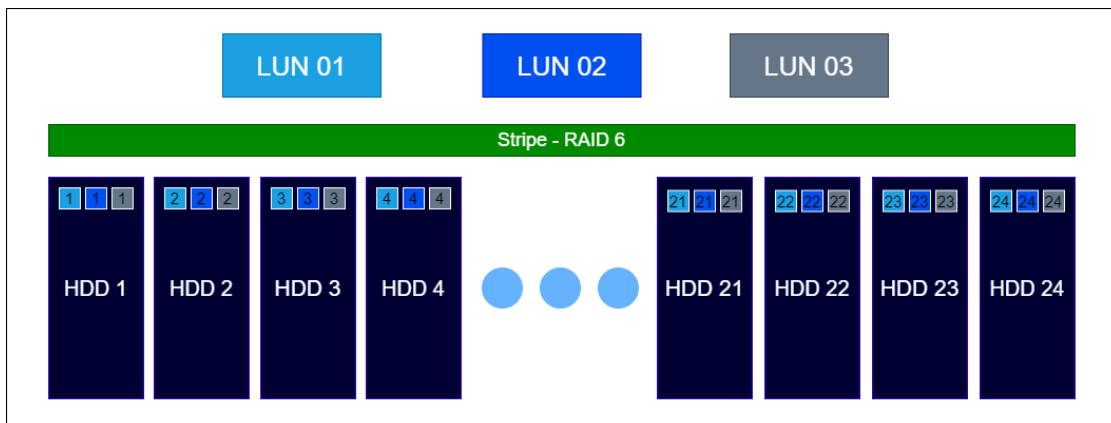 LUN 01 LUN 02 LUN 03
Stripe - RAID 6
1 1 1 2 2 2 3 3 3 4 4 4 21 21 21 22 22 22 23 23 23 24 24 24
HDD 1 HDD 2 HDD 3 HDD 4 HDD 21 HDD 22 HDD 23 HDD 24